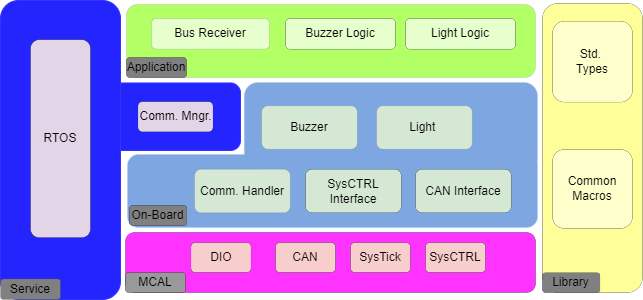 RTOS
Service
Bus Receiver
Buzzer Logic
Light Logic
Application
Comm. Mngr.
Buzzer
Light
Comm. Handler
SysCTRL
Interface
CAN Interface
On-Board
DIO
CAN
SysTick
SysCTRL
MCAL
Std.
Types
Common
Macros
Library